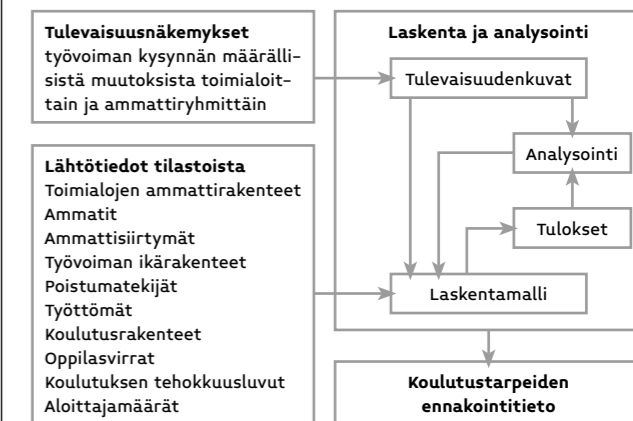 Tulevaisuusnäkemykset
työvoiman kysynnän määrälli-
sistä muutoksista toimialoit-
tain ja ammattiryhmittäin
Lähtötiedot tilastoista
Toimialojen ammattirakenteet
Ammatit
Ammattisiirtymät
Työvoiman ikärakenteet
Poistumatekijät
Työttömät
Koulutusrakenteet
Oppilasvirrat
Koulutuksen tehokkuusluvut
Aloittajamäärät
Laskenta ja analysointi
Tulevaisuudenkuvat
Analysointi
Tulokset
Laskentamalli
Koulutustarpeiden
ennakointitieto